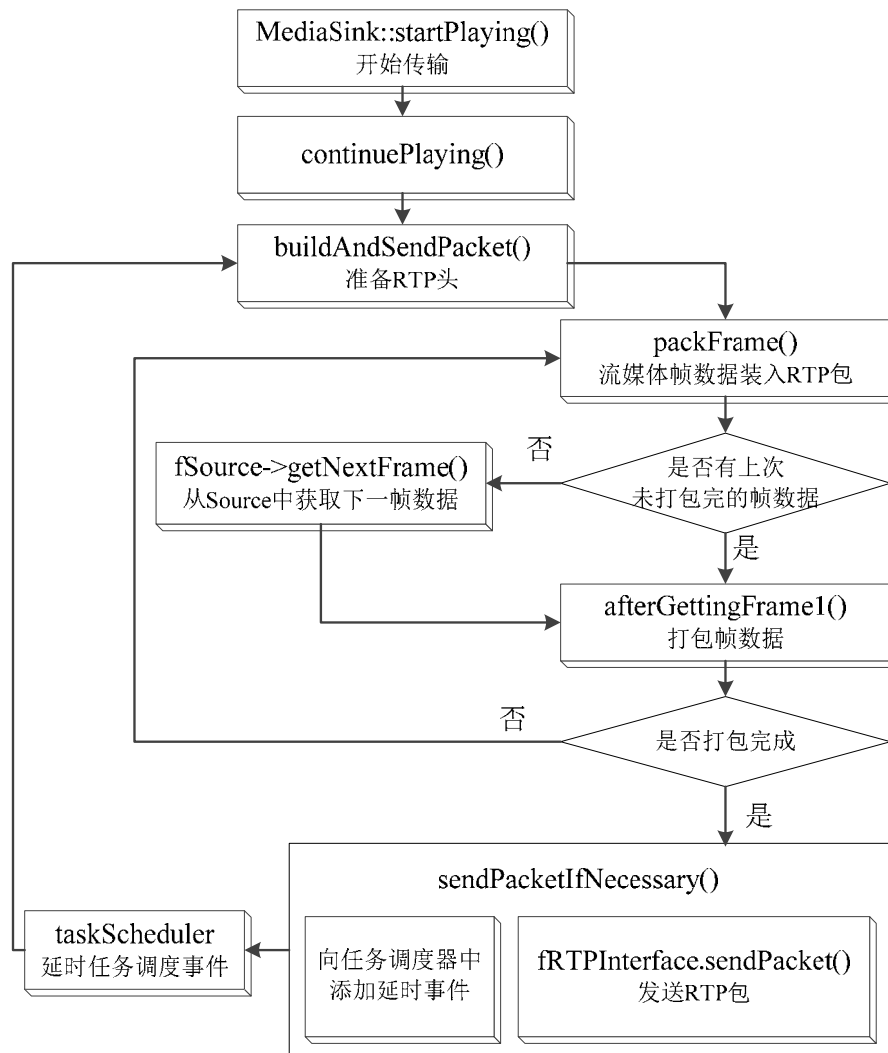 MediaSink::startPlaying()
开始传输
continuePlaying()
buildAndSendPacket()
准备RTP头
packFrame()
流媒体帧数据装入RTP包
否
是否有上次
未打包完的帧数据
fSource->getNextFrame()
从Source中获取下一帧数据
是
afterGettingFrame1()
打包帧数据
否
是否打包完成
是
sendPacketIfNecessary()
taskScheduler
延时任务调度事件
向任务调度器中
添加延时事件
fRTPInterface.sendPacket()
发送RTP包